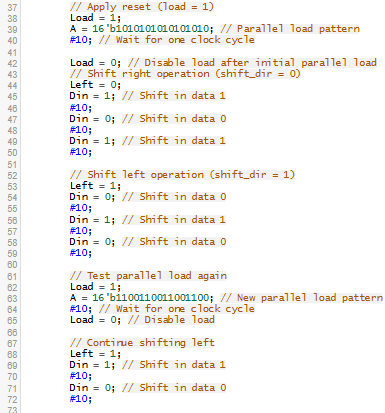 37 // Apply reset (load = 1)
38 Load = 1;
39 A = 16'b1010101010101010; // Parallel load pattern
40 #10; // Wait for one clock cycle
41
42 Load = 0; // Disable load after initial parallel load
43 // Shift right operation (shift_dir = 0)
44 Left = 0;
45 Din = 1; // Shift in data 1
46 #10;
47 Din = 0; // Shift in data 0
48 #10;
49 Din = 1; // Shift in data 1
50 #10;
51
52 // Shift left operation (shift_dir = 1)
53 Left = 1;
54 Din = 0; // Shift in data 0
55 #10;
56 Din = 1; // Shift in data 1
57 #10;
58 Din = 0; // Shift in data 0
59 #10;
60
61 // Test parallel load again
62 Load = 1;
63 A = 16'b1100110011001100; // New parallel load pattern
64 #10; // Wait for one clock cycle
65 Load = 0; // Disable load
66
67 // Continue shifting left
68 Left = 1;
69 Din = 1; // Shift in data 1
70 #10;
71 Din = 0; // Shift in data 0
72 #10;
73